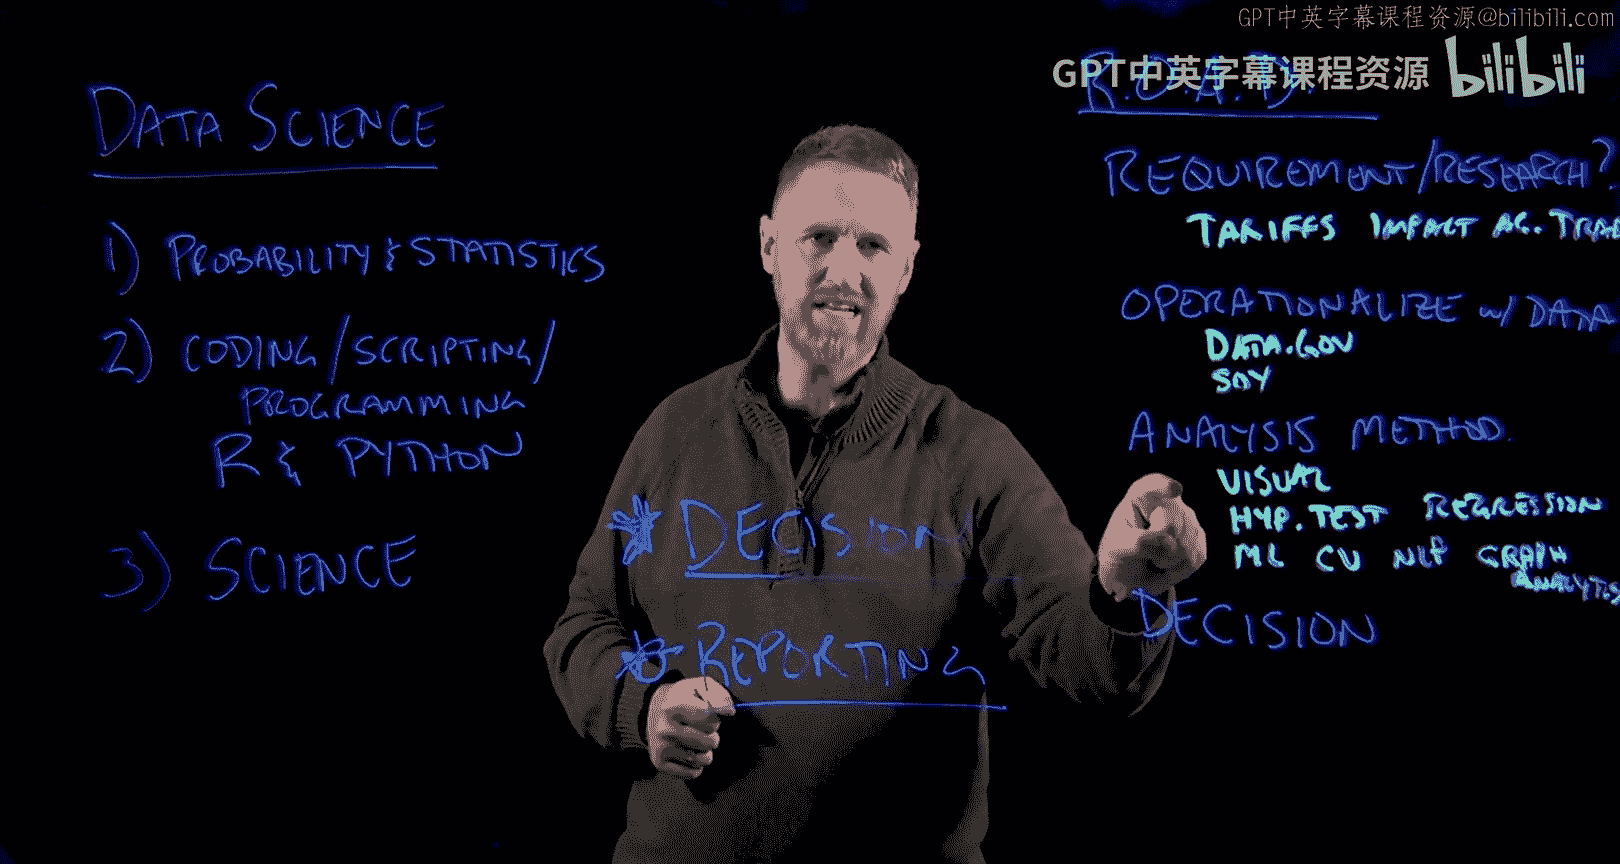 GPT中英字幕课程资源@bilibili.com
GPT中英字幕课程资源 bilibili
DATA SCIENCE
1) PROBABILITY & STATISTICS
2) CODING/SCRIPTING/
PROGRAMMING
R & PYTHON
3) SCIENCE
DECISION
REPORTING
R.O.A.D.
REQUIREMENT/RESEARCH?
TARIFFS IMPACT AG. TRAD
OPERATIONALIZE w/ DATA
DATA.GOV
SOY
ANALYSIS METHOD.
VISUAL
HYP. TEST REGRESSION
ML CV NLP GRAPH
ANALYTICS
DECISION